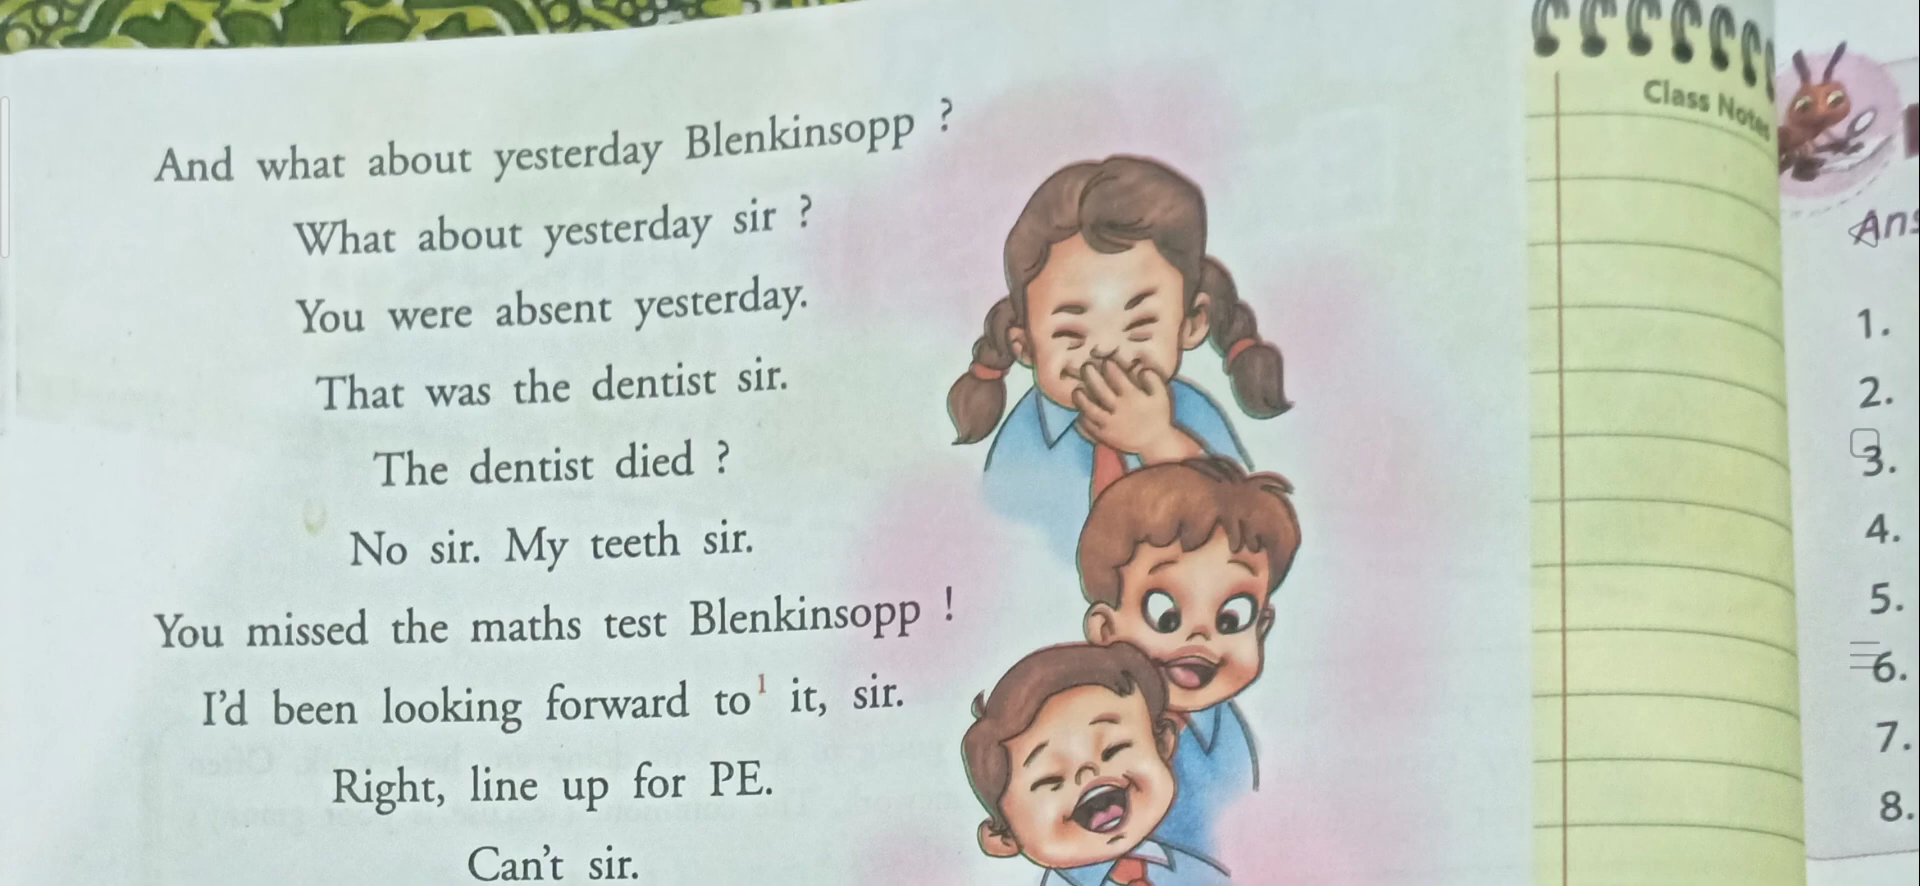 And what about yesterday Blenkinsopp ?
What about yesterday sir ?
You were absent yesterday.
That was the dentist sir.
The dentist died ?
No sir. My teeth sir.
You missed the maths test Blenkinsopp !
I'd been looking forward to¹ it, sir.
Right, line up for PE.
Can't sir.
Class Notes
Ans
1.
2.
3.
4.
5.
6.
7.
8.